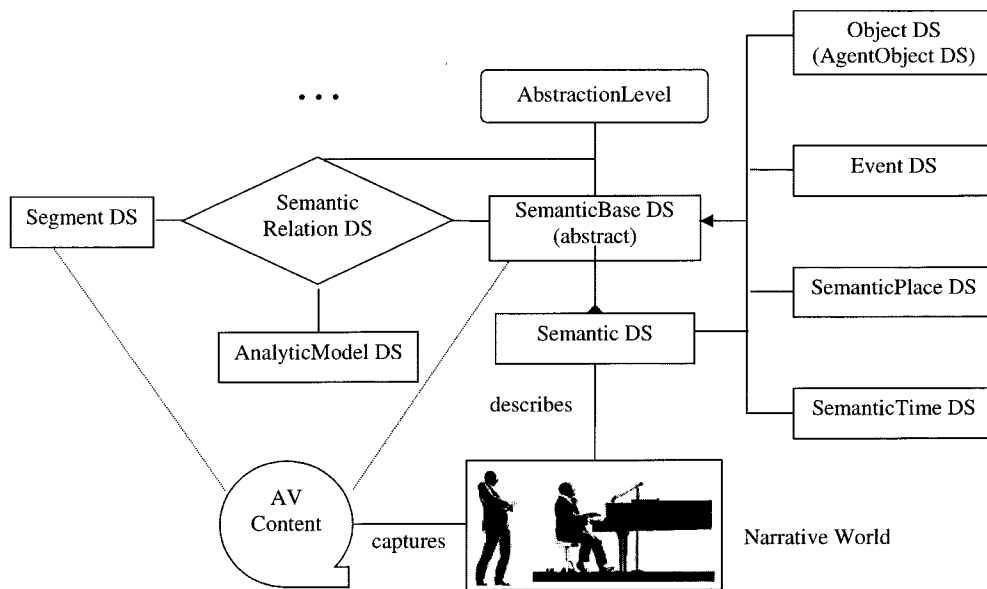 Object DS
(AgentObject DS)
• • •
AbstractionLevel
Event DS
Segment DS
Semantic
Relation DS
SemanticBase DS
(abstract)
SemanticPlace DS
AnalyticModel DS
Semantic DS
describes
SemanticTime DS
AV
Content
captures
Narrative World